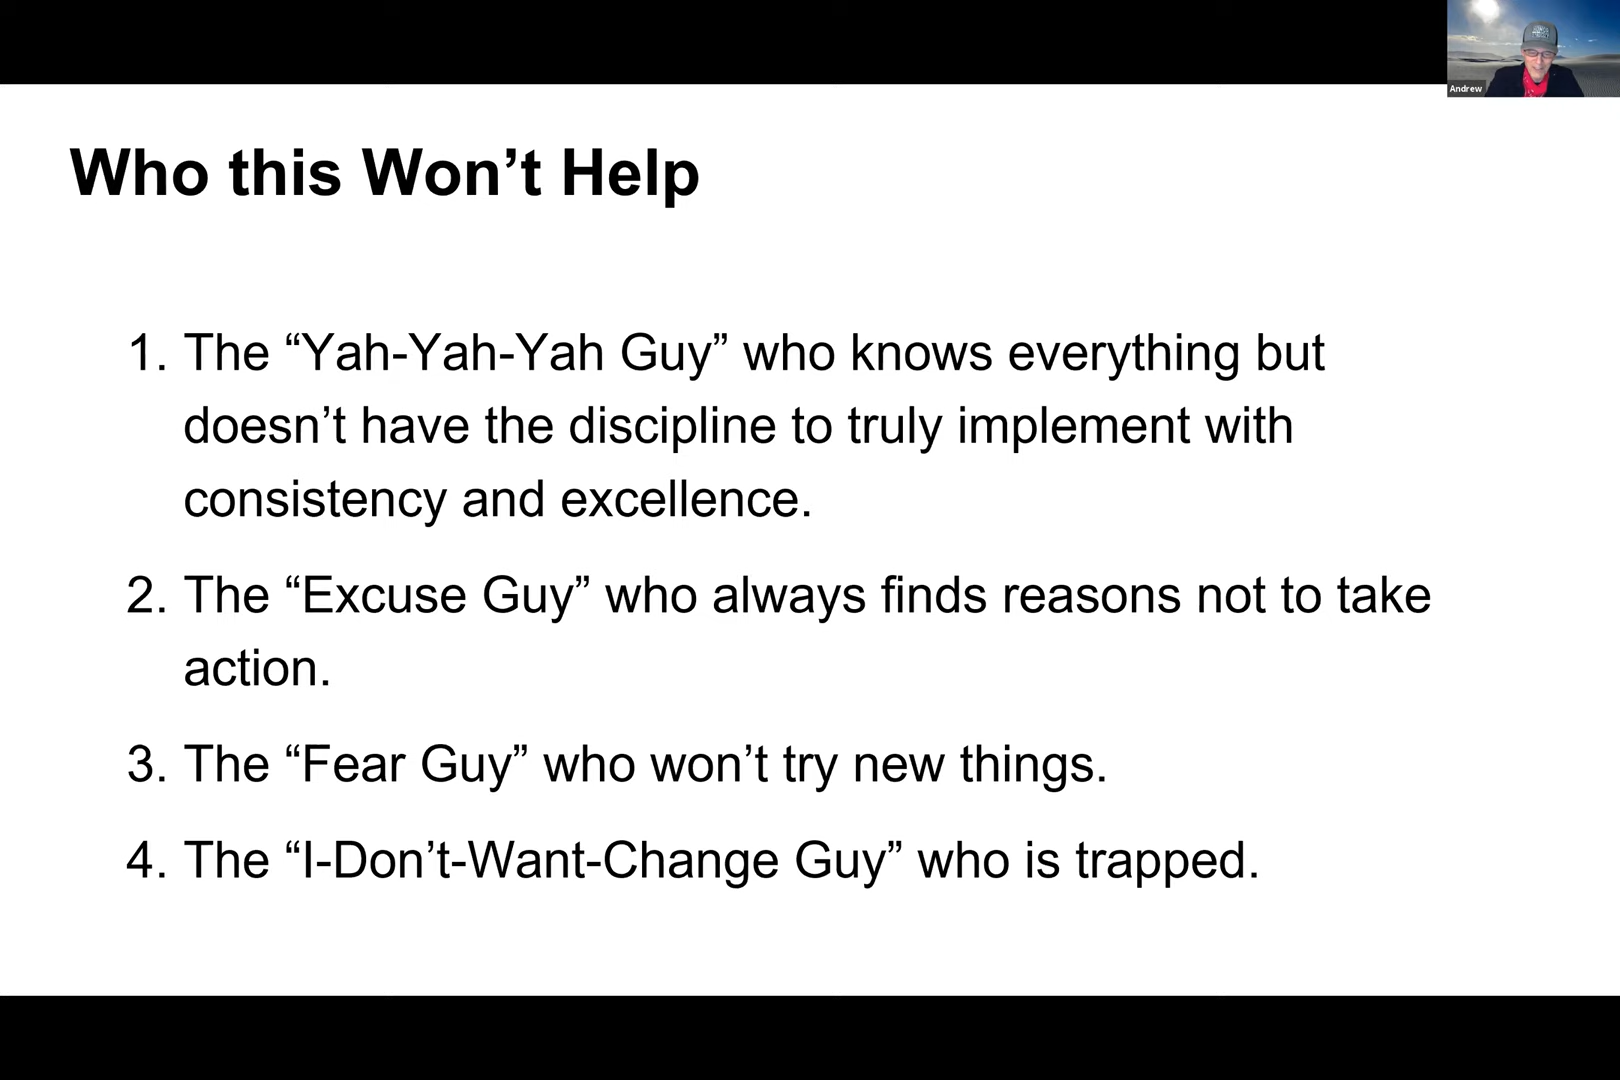 Andrew
Who this Won’t Help
1. The “Yah-Yah-Yah Guy” who knows everything but
doesn’t have the discipline to truly implement with
consistency and excellence.
2. The “Excuse Guy” who always finds reasons not to take
action.
3. The “Fear Guy” who won’t try new things.
4. The “I-Don’t-Want-Change Guy” who is trapped.